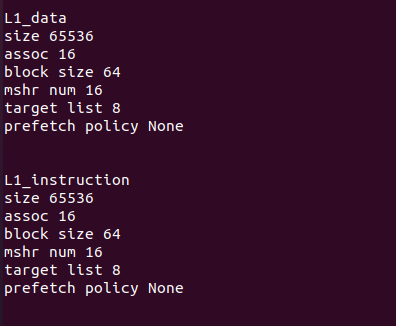 L1_data
size 65536
assoc 16
block size 64
mshr num 16
target list 8
prefetch policy None
L1_instruction
size 65536
assoc 16
block size 64
mshr num 16
target list 8
prefetch policy None